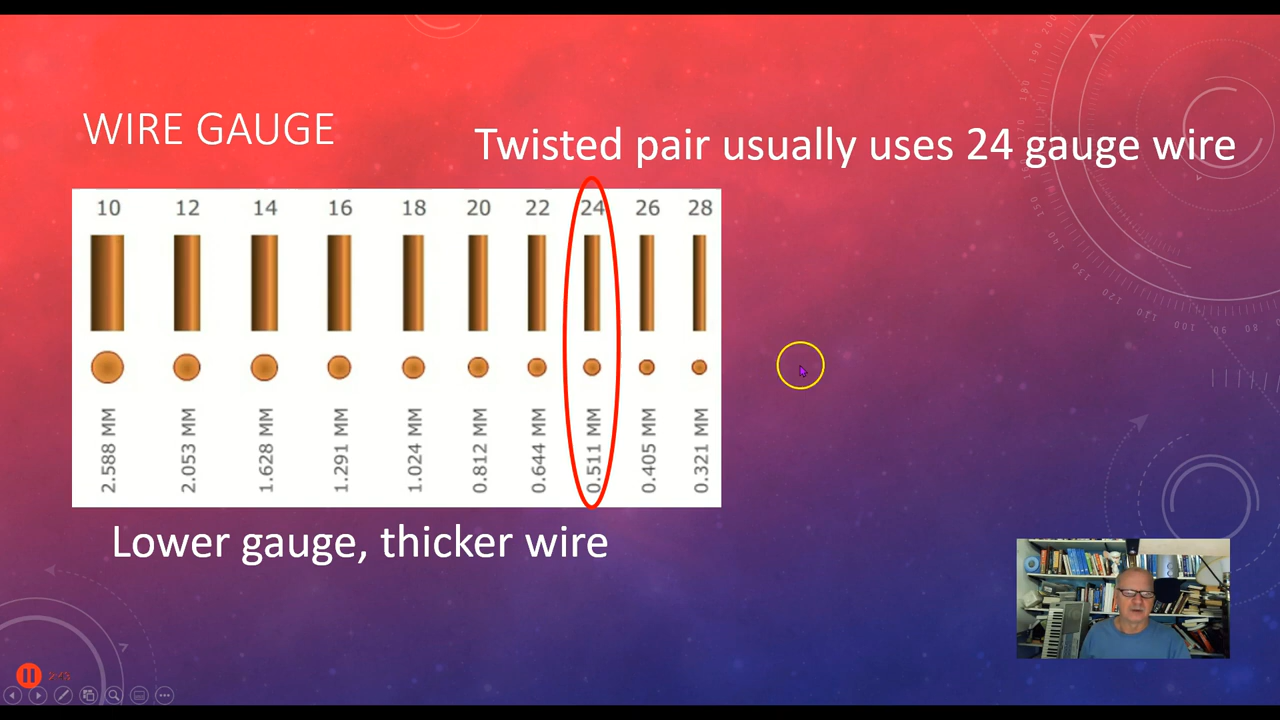 WIRE GAUGE
Twisted pair usually uses 24 gauge wire
10 12 14 16 18 20 22 24 26 28
2.588 MM 2.053 MM 1.628 MM 1.291 MM 1.024 MM 0.812 MM 0.644 MM 0.511 MM 0.405 MM 0.321 MM
Lower gauge, thicker wire